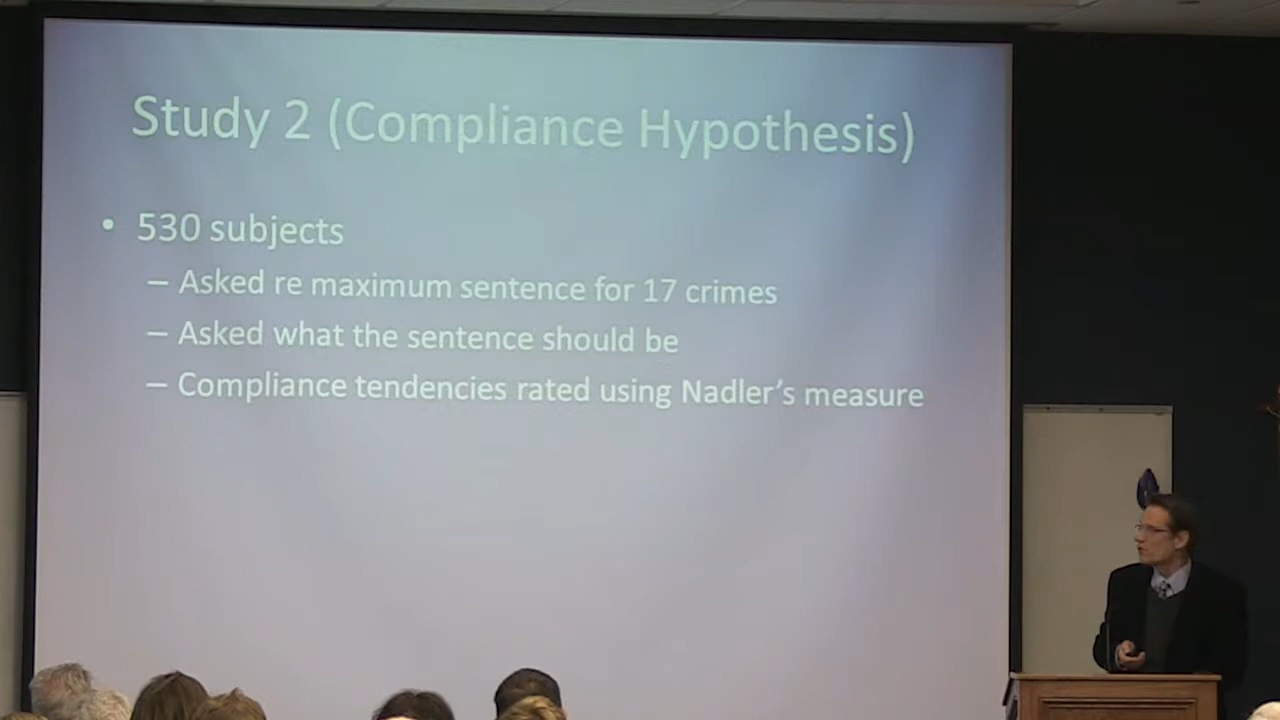 Study 2 (Compliance Hypothesis)
• 530 subjects
– Asked re maximum sentence for 17 crimes
– Asked what the sentence should be
– Compliance tendencies rated using Nadler’s measure